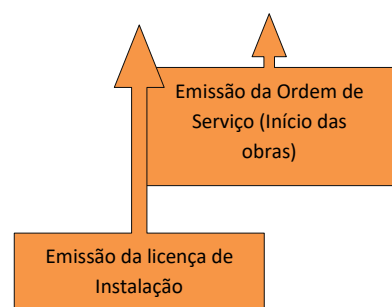 Emissão da Ordem de
Serviço (Início das
obras)
Emissão da licença de
Instalação